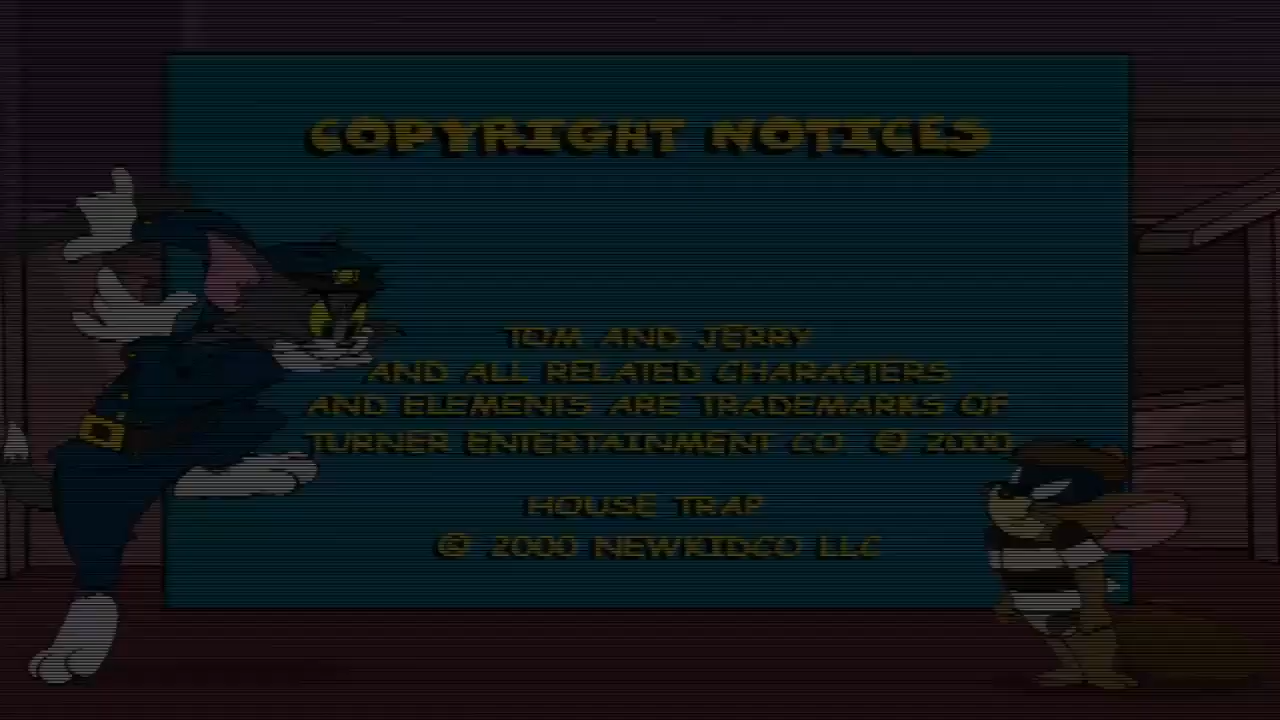 COPYRIGHT NOTICES
TOM AND JERRY
AND ALL RELATED CHARACTERS
AND ELEMENTS ARE TRADEMARKS OF
TURNER ENTERTAINMENT CO. © 2000
HOUSE TRAP
© 2000 NEWKIDCO LLC